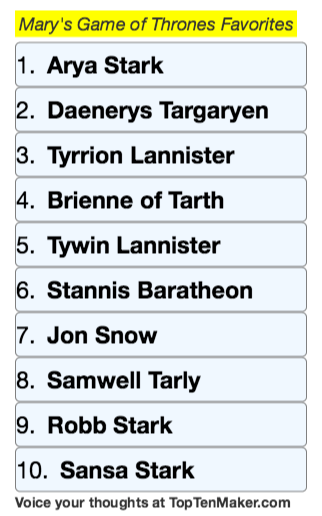 Mary's Game of Thrones Favorites
1. Arya Stark
2. Daenerys Targaryen
3. Tyrrion Lannister
4. Brienne of Tarth
5. Tywin Lannister
6. Stannis Baratheon
7. Jon Snow
8. Samwell Tarly
9. Robb Stark
10. Sansa Stark
Voice your thoughts at TopTenMaker.com